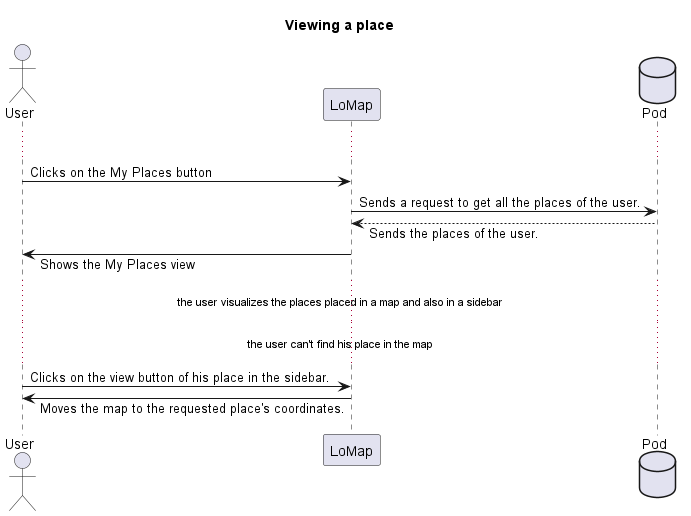 Viewing a place
User
LoMap
Pod
Clicks on the My Places button
Sends a request to get all the places of the user.
Sends the places of the user.
Shows the My Places view
the user visualizes the places placed in a map and also in a sidebar
the user can't find his place in the map
Clicks on the view button of his place in the sidebar.
Moves the map to the requested place's coordinates.
User
LoMap
Pod